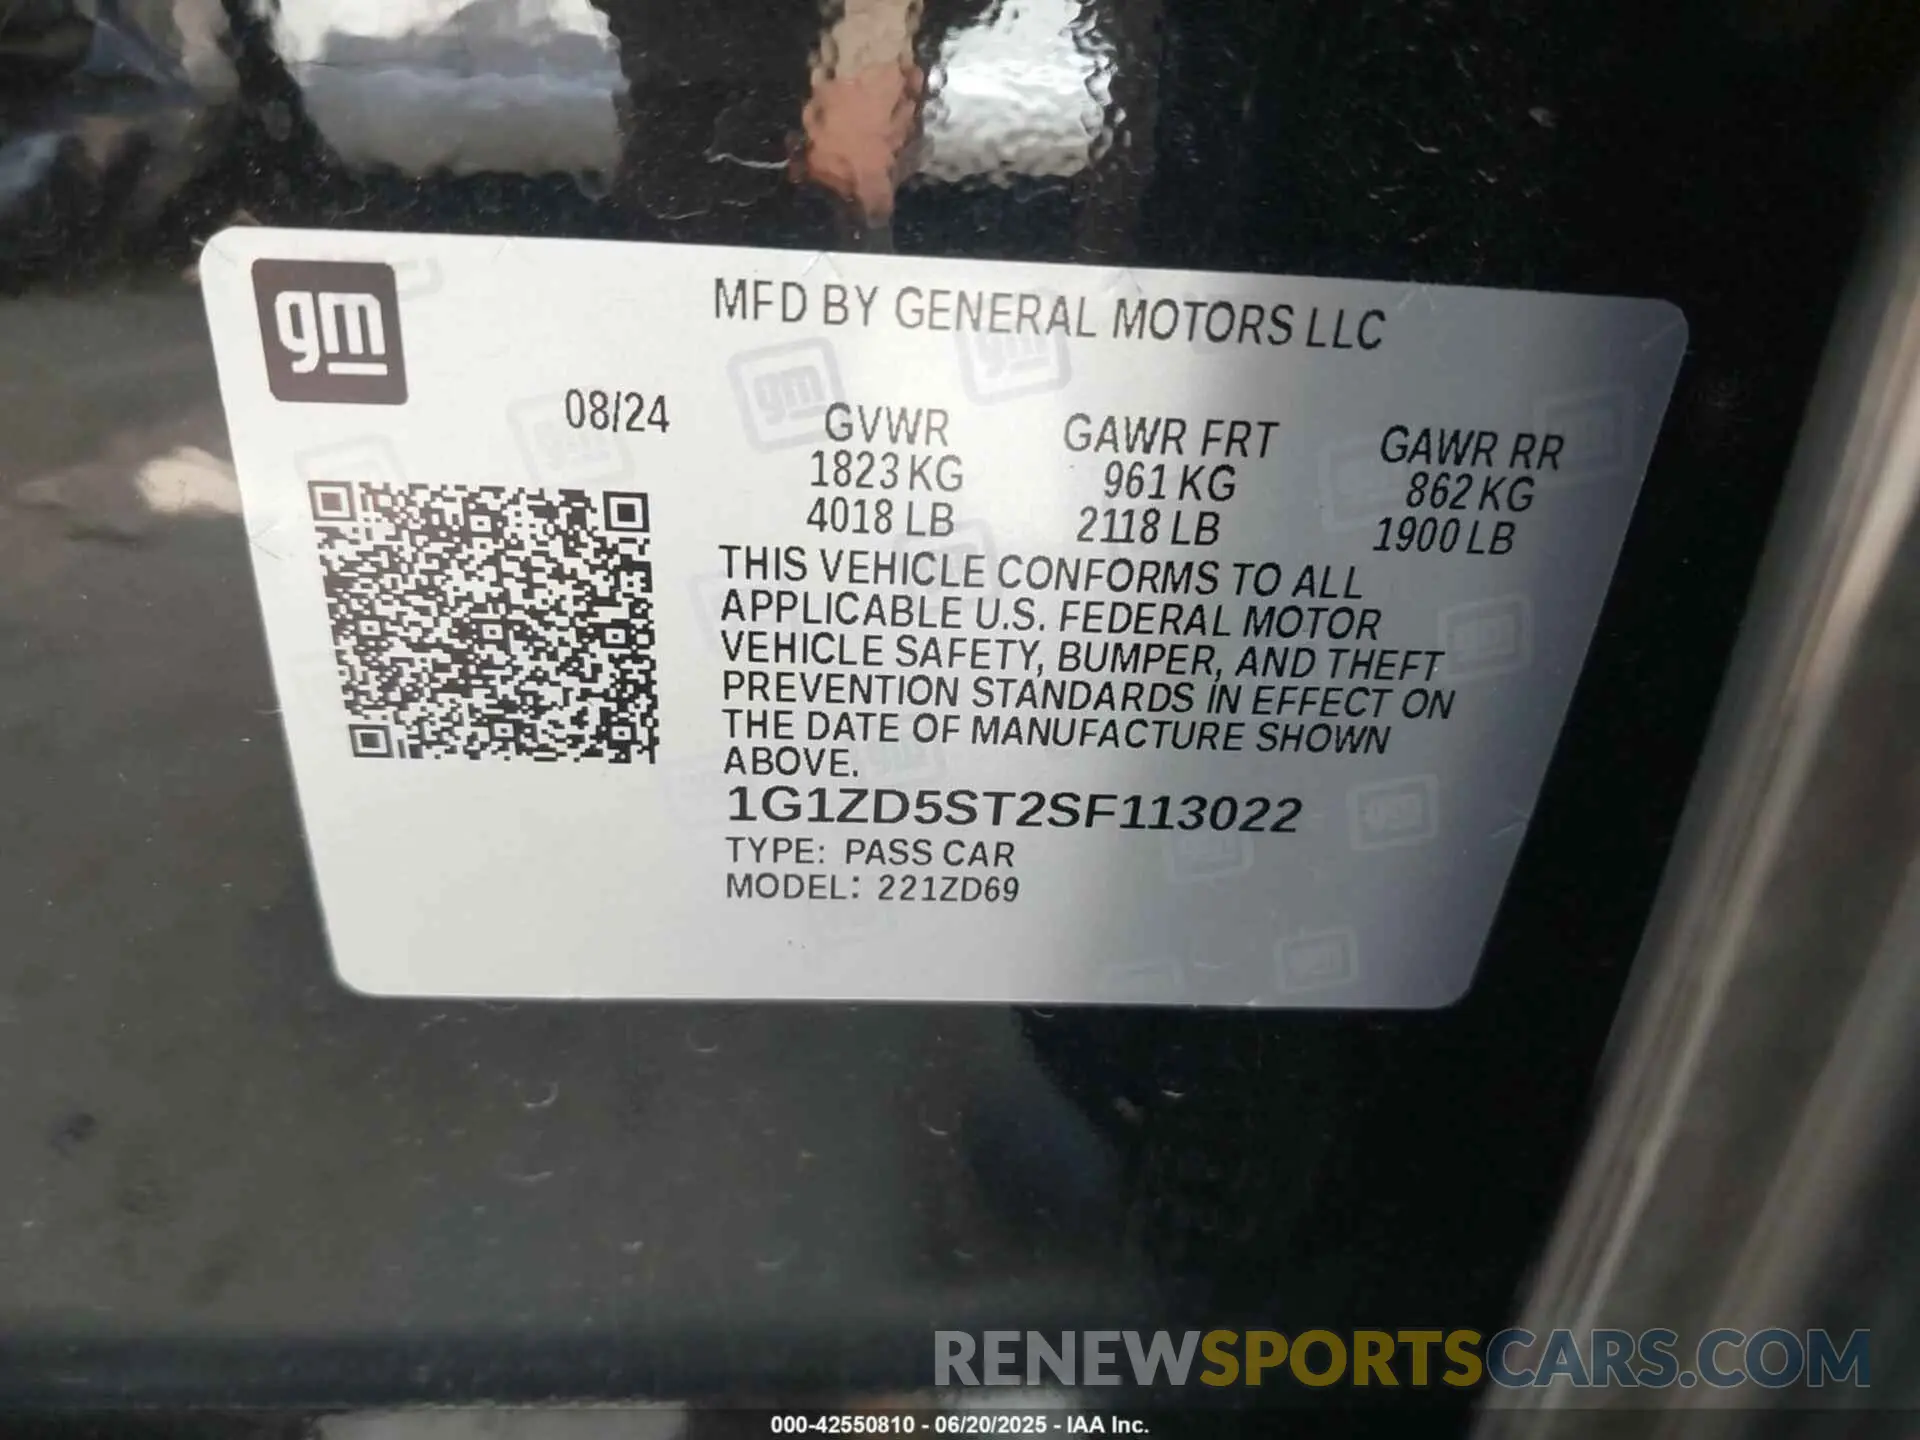 gm
MFD BY GENERAL MOTORS LLC
08/24
GVWR GAWR FRT GAWR RR
1823 KG 961 KG 862 KG
4018 LB 2118 LB 1900 LB
THIS VEHICLE CONFORMS TO ALL
APPLICABLE U.S. FEDERAL MOTOR
VEHICLE SAFETY, BUMPER, AND THEFT
PREVENTION STANDARDS IN EFFECT ON
THE DATE OF MANUFACTURE SHOWN
ABOVE.
1G1ZD5ST2SF113022
TYPE: PASS CAR
MODEL: 221ZD69
RENEWSPORTSCARS.COM
000-42550810 - 06/20/2025 - IAA Inc.